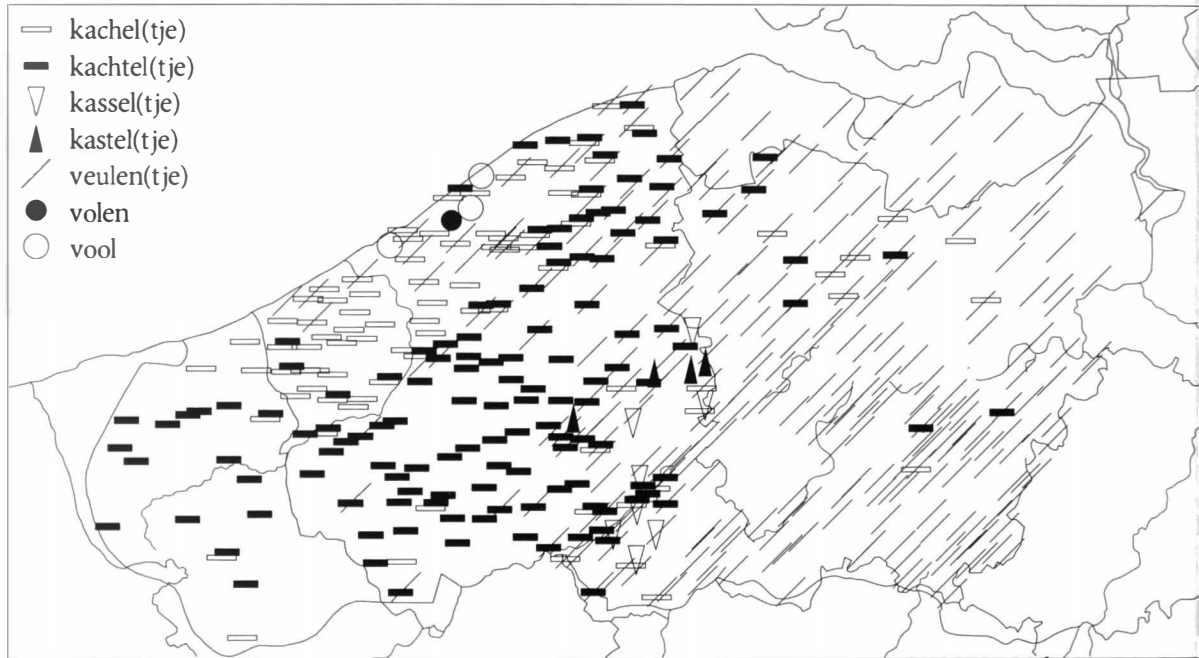 kachel(tje)
kachtel(tje)
kassel(tje)
kastel(tje)
veulen(tje)
volen
vool